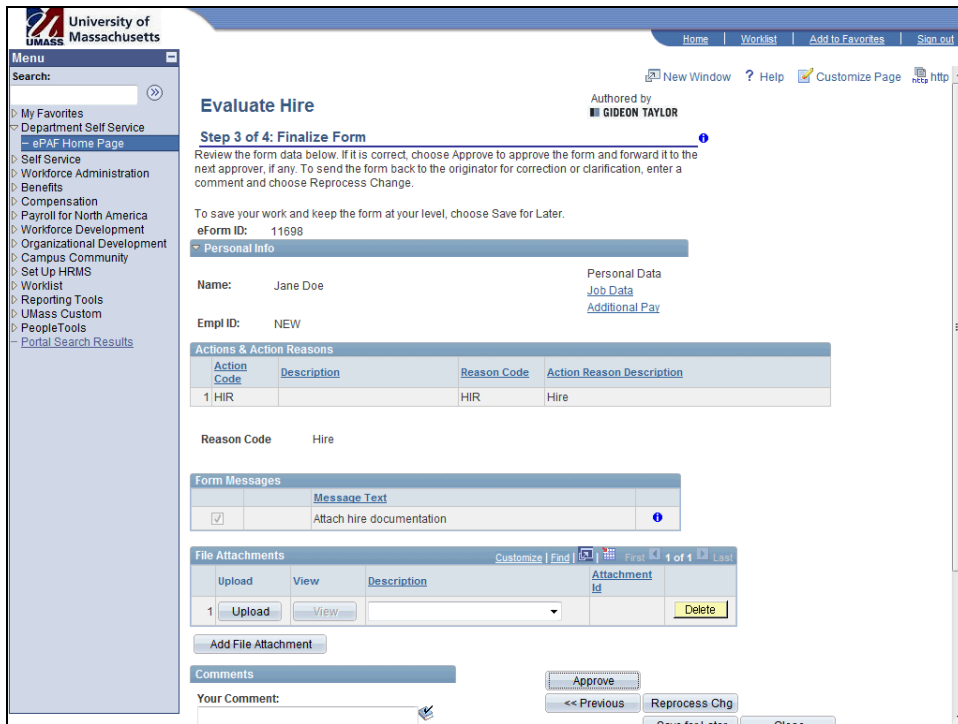 University of
Massachusetts
UMASS
Home | Worklist | Add to Favorites | Sign out
Menu
Search:
My Favorites
Department Self Service
ePAF Home Page
Self Service
Workforce Administration
Benefits
Compensation
Payroll for North America
Workforce Development
Organizational Development
Campus Community
Set Up HRMS
Worklist
Reporting Tools
UMass Custom
PeopleTools
Portal Search Results
New Window ? Help Customize Page http
Evaluate Hire
Authored by
GIDEON TAYLOR
Step 3 of 4: Finalize Form
Review the form data below. If it is correct, choose Approve to approve the form and forward it to the
next approver, if any. To send the form back to the originator for correction or clarification, enter a
comment and choose Reprocess Change.
To save your work and keep the form at your level, choose Save for Later.
eForm ID: 11698
Personal Info
Name: Jane Doe
Personal Data
Job Data
Additional Pay
Empl ID: NEW
Actions & Action Reasons
Action Code Description Reason Code Action Reason Description
1 HIR HIR Hire
Reason Code Hire
Form Messages
Message Text
Attach hire documentation
File Attachments Customize | Find | First 1 of 1 Last
Upload View Description Attachment Id
1 Upload View Delete
Add File Attachment
Comments
Your Comment:
Approve
<< Previous Reprocess Chg
Save for Later Close